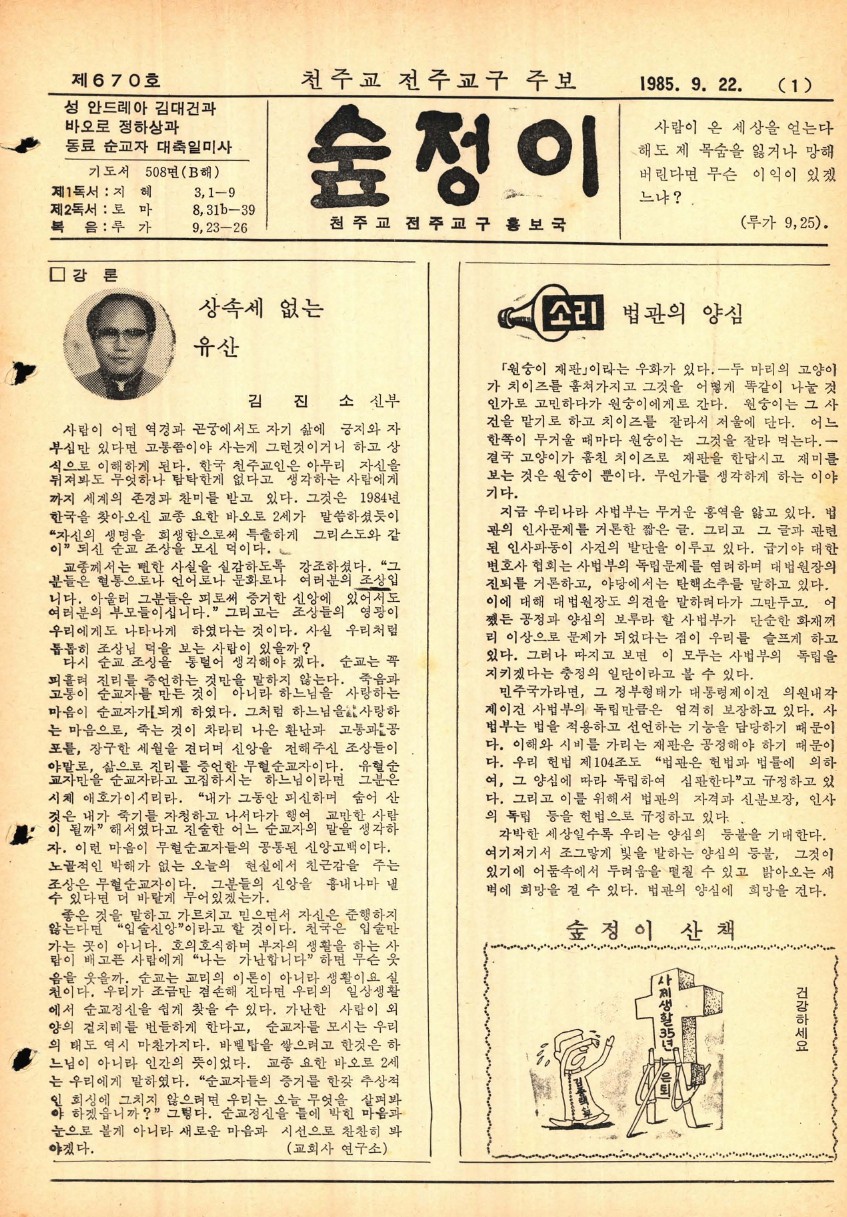 제670호
천주교 전주교구 주보
1985. 9. 22.
(1)
성 안드레아 김대건과
바오로 정하상과
동료 순교자 대축일미사
기도서 508면(B해)
제1독서 : 지 혜 3,1—9
제2독서 : 로 마 8,31b—39
복 음 : 루 가 9,23—26
숲정이
천주교 전주교구 홍보국
사람이 온 세상을 얻는다
해도 제 목숨을 잃거나 망해
버린다면 무슨 이익이 있겠
느냐?
(루가 9,25).
□ 강 론
상속세 없는
유산
김 진 소 신부
사람이 어떤 역경과 곤궁에서도 자기 삶에 긍지와 자
부심만 있다면 고통쯤이야 사는게 그런것이거니 하고 상
식으로 이해하게 된다. 한국 천주교인은 아무리 자신을
뒤져봐도 무엇하나 탐탁한게 없다고 생각하는 사람에게
까지 세계의 존경과 찬미를 받고 있다. 그것은 1984년
한국을 찾아오신 교종 요한 바오로 2세가 말씀하셨듯이
“자신의 생명을 희생함으로써 특출하게 그리스도와 같
이” 되신 순교 조상을 모신 덕이다.
교종께서는 뻔한 사실을 실감하도록 강조하셨다. “그
분들은 혈통으로나 언어로나 문화로나 여러분의 조상입
니다. 아울러 그분들은 피로써 증거한 신앙에 있어서도
여러분의 부모들이십니다.” 그리고는 조상들의 영광이
우리에게도 나타나게 하였다는 것이다. 사실 우리처럼
톱톱히 조상님 덕을 보는 사람이 있을까?
다시 순교 조상을 통털어 생각해야 겠다. 순교는 꼭
피흘려 진리를 증언하는 것만을 말하지 않는다. 죽음과
고통이 순교자를 만든 것이 아니라 하느님을 사랑하는
마음이 순교자가 되게 하였다. 그처럼 하느님을 사랑하
는 마음으로, 죽는 것이 차라리 나은 환난과 고통과 공
포를, 장구한 세월을 견디며 신앙을 전해주신 조상들이
야말로, 삶으로 진리를 증언한 무혈순교자이다. 유혈순
교자만을 순교자라고 고집하시는 하느님이라면 그분은
시체 애호가이시리라. “내가 그동안 피신하며 숨어 산
것은 내가 죽기를 자청하고 나서다가 행여 교만한 사람
이 될까” 해서였다고 진술한 어느 순교자의 말을 생각하
자. 이런 마음이 무혈순교자들의 공통된 신앙고백이다.
노골적인 박해가 없는 오늘의 현실에서 친근감을 주는
조상은 무혈순교자이다. 그분들의 신앙을 흉내나마 낼
수 있다면 더 바랄게 무어있겠는가.
좋은 것을 말하고 가르치고 믿으면서 자신은 준행하지
않는다면 “입술신앙”이라고 할 것이다. 천국은 입술만
가는 곳이 아니다. 호의호식하며 부자의 생활을 하는 사
람이 배고픈 사람에게 “나는 가난합니다” 하면 무슨 웃
음을 웃을까. 순교는 교리의 이론이 아니라 생활이요 실
천이다. 우리가 조금만 겸손해 진다면 우리의 일상생활
에서 순교정신을 쉽게 찾을 수 있다. 가난한 사람이 외
양의 겉치레를 번들하게 한다고, 순교자를 모시는 우리
의 태도 역시 마찬가지다. 바벨탑을 쌓으려고 한것은 하
느님이 아니라 인간의 뜻이었다. 교종 요한 바오로 2세
는 우리에게 말하였다. “순교자들의 증거를 한갖 추상적
인 회상에 그치지 않으려면 우리는 오늘 무엇을 살펴봐
야 하겠읍니까?” 그렇다. 순교정신을 틀에 박힌 마음과
눈으로 볼게 아니라 새로운 마음과 시선으로 찬찬히 봐
야겠다. (교회사 연구소)
소리 법관의 양심
「원숭이 재판」이라는 우화가 있다.—두 마리의 고양이
가 치이즈를 훔쳐가지고 그것을 어떻게 똑같이 나눌 것
인가로 고민하다가 원숭이에게로 간다. 원숭이는 그 사
건을 맡기로 하고 치이즈를 잘라서 저울에 단다. 어느
한쪽이 무거울 때마다 원숭이는 그것을 잘라 먹는다.—
결국 고양이가 훔친 치이즈로 재판을 한답시고 재미를
보는 것은 원숭이 뿐이다. 무언가를 생각하게 하는 이야
기다.
지금 우리나라 사법부는 무거운 홍역을 앓고 있다. 법
관의 인사문제를 거론한 짧은 글. 그리고 그 글과 관련
된 인사파동이 사건의 발단을 이루고 있다. 급기야 대한
변호사 협회는 사법부의 독립문제를 염려하며 대법원장의
진퇴를 거론하고, 야당에서는 탄핵소추를 말하고 있다.
이에 대해 대법원장도 의견을 말하려다가 그만두고. 어
쨌든 공정과 양심의 보루라 할 사법부가 단순한 화재꺼
리 이상으로 문제가 되었다는 점이 우리를 슬프게 하고
있다. 그러나 따지고 보면 이 모두는 사법부의 독립을
지키겠다는 충정의 일단이라고 볼 수 있다.
민주국가라면, 그 정부형태가 대통령제이건 의원내각
제이건 사법부의 독립만큼은 엄격히 보장하고 있다. 사
법부는 법을 적용하고 선언하는 기능을 담당하기 때문이
다. 이해와 시비를 가리는 재판은 공정해야 하기 때문이
다. 우리 헌법 제104조도 “법관은 헌법과 법률에 의하
여, 그 양심에 따라 독립하여 심판한다”고 규정하고 있
다. 그리고 이를 위해서 법관의 자격과 신분보장, 인사
의 독립 등을 헌법으로 규정하고 있다.
각박한 세상일수록 우리는 양심의 등불을 기대한다.
여기저기서 조그맣게 빛을 발하는 양심의 등불, 그것이
있기에 어둠속에서 두려움을 떨칠 수 있고 밝아오는 새
벽에 희망을 걸 수 있다. 법관의 양심에 희망을 건다.
숲정이 산책
사제생활35년
은퇴
건강하세요